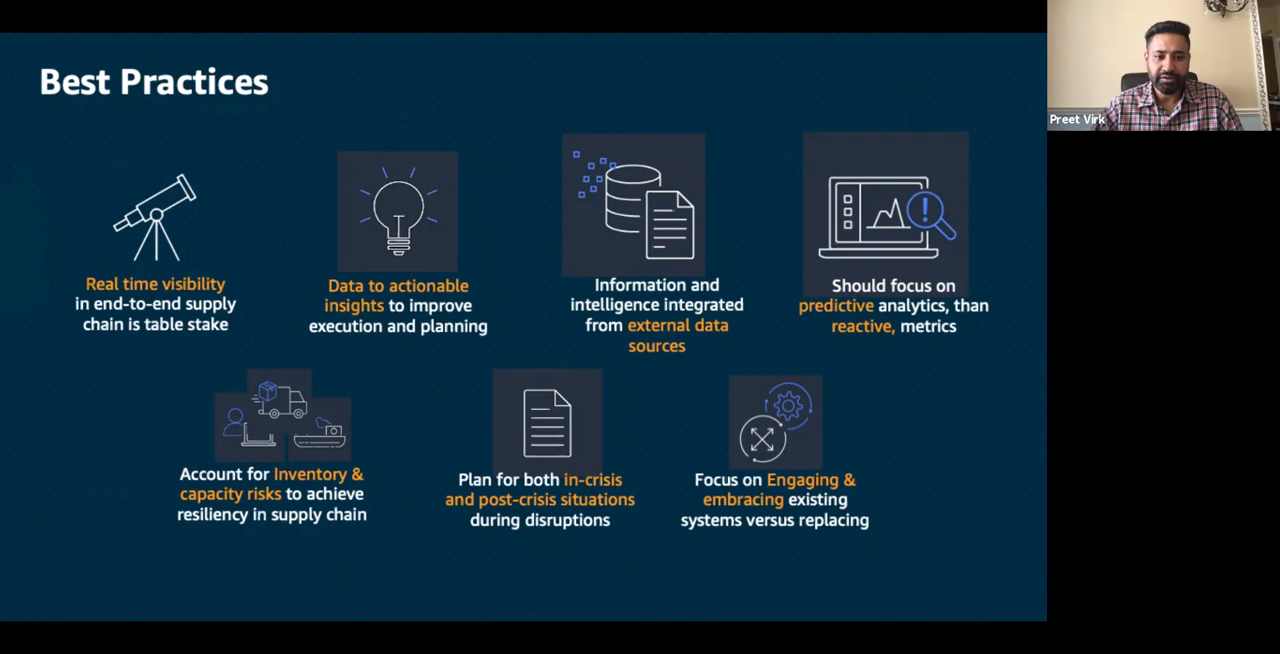 Best Practices
Preet Virk
Real time visibility
in end-to-end supply
chain is table stake
Data to actionable
insights to improve
execution and planning
Information and
intelligence integrated
from external data
sources
Should focus on
predictive analytics, than
reactive, metrics
Account for Inventory &
capacity risks to achieve
resiliency in supply chain
Plan for both in-crisis
and post-crisis situations
during disruptions
Focus on Engaging &
embracing existing
systems versus replacing